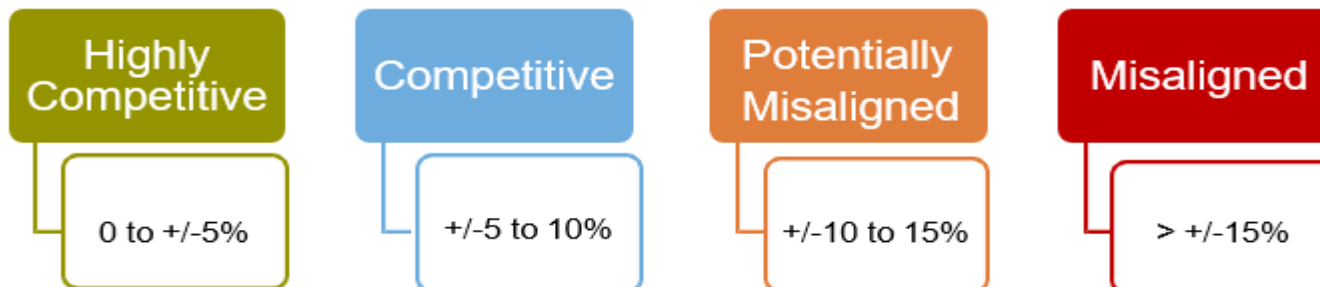 Highly
Competitive
0 to +/-5%
Competitive
+/-5 to 10%
Potentially
Misaligned
+/-10 to 15%
Misaligned
> +/-15%